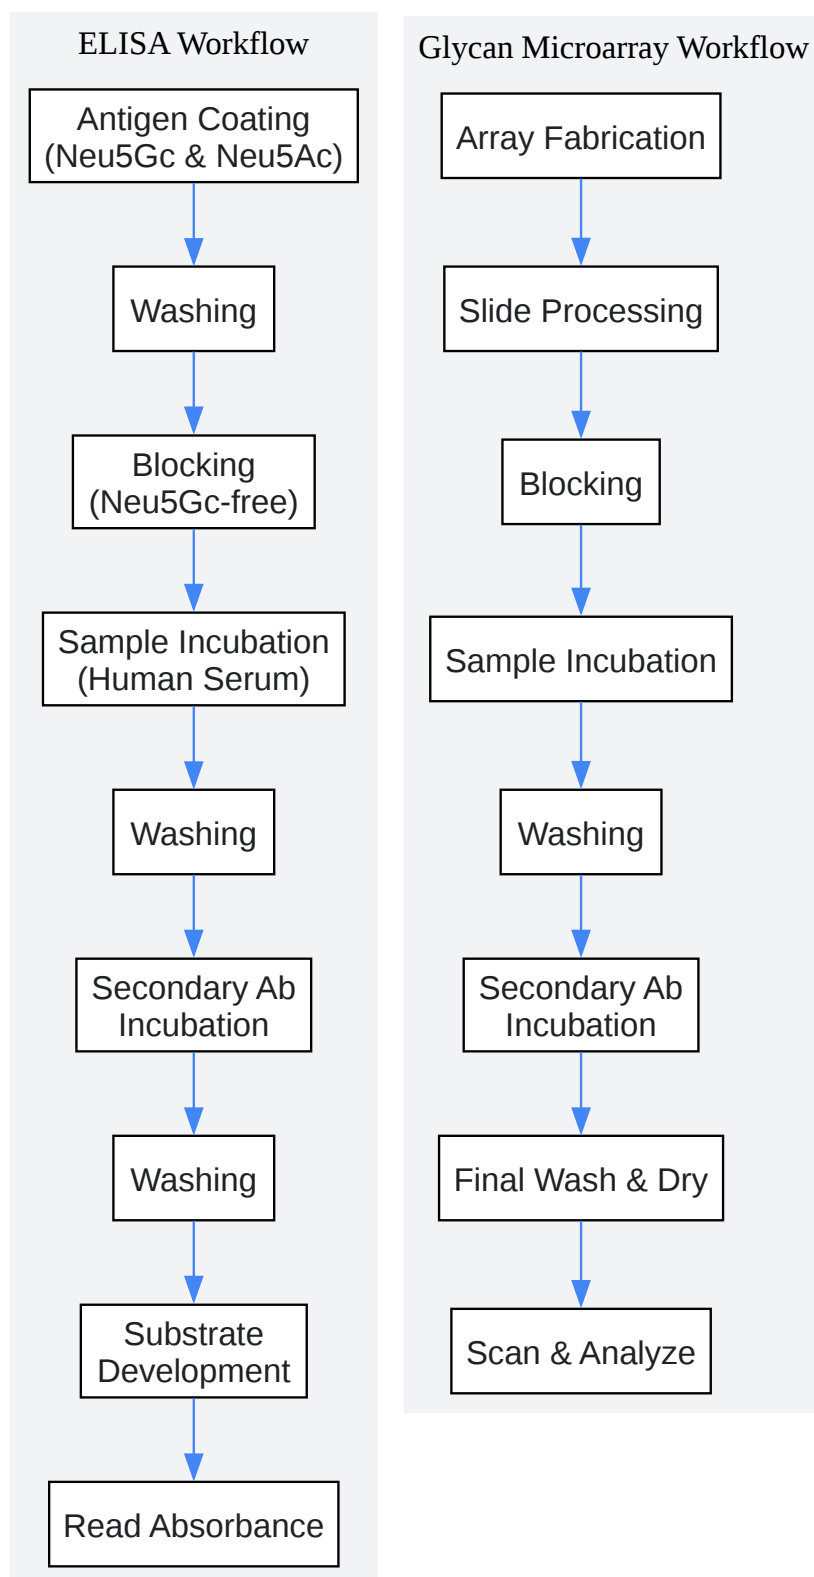 ELISA Workflow
Antigen Coating
(Neu5Gc & Neu5Ac)
Washing
Blocking
(Neu5Gc-free)
Sample Incubation
(Human Serum)
Washing
Secondary Ab
Incubation
Washing
Substrate
Development
Read Absorbance
Glycan Microarray Workflow
Array Fabrication
Slide Processing
Blocking
Sample Incubation
Washing
Secondary Ab
Incubation
Final Wash & Dry
Scan & Analyze